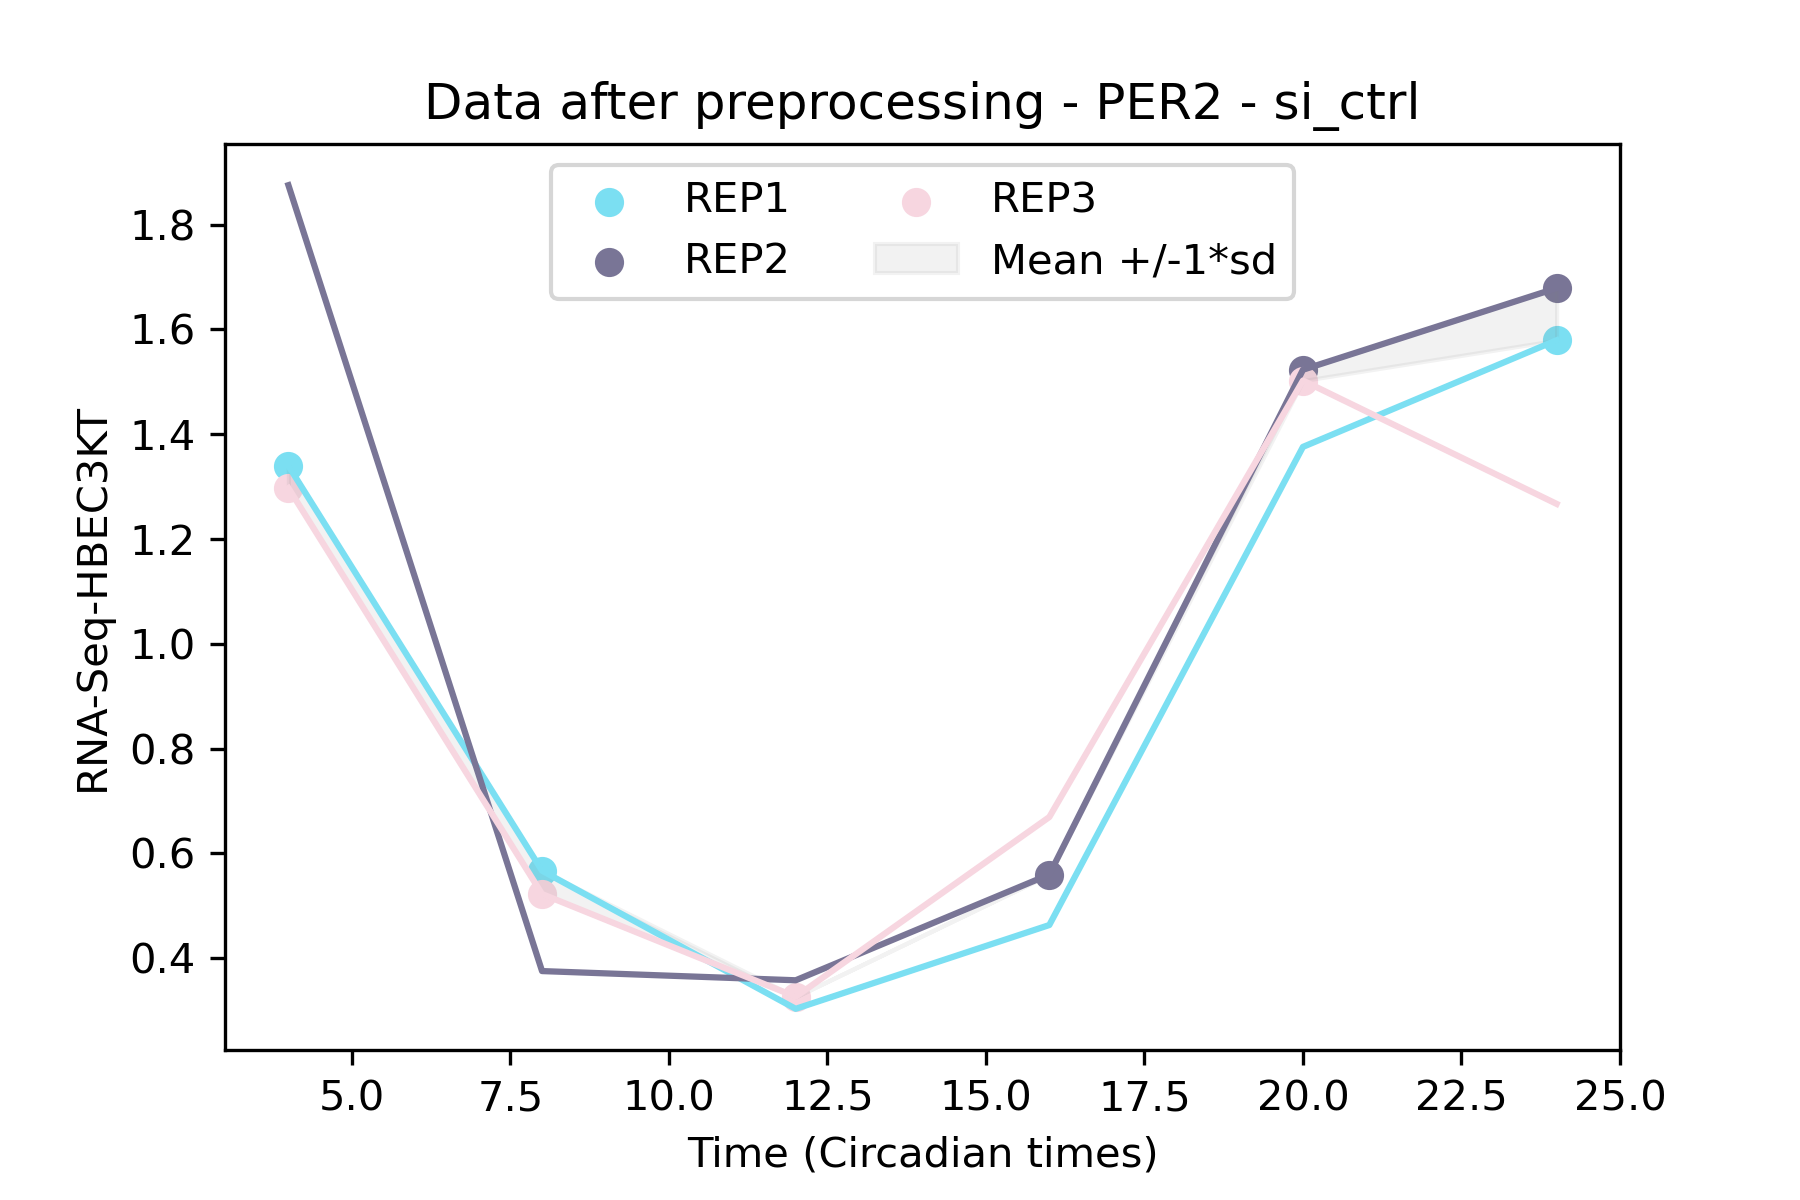 Data after preprocessing - PER2 - si_ctrl
REP1
REP2
REP3
Mean +/-1*sd
RNA-Seq-HBEC3KT
1.8
1.6
1.4
1.2
1.0
0.8
0.6
0.4
5.0 7.5 10.0 12.5 15.0 17.5 20.0 22.5 25.0
Time (Circadian times)